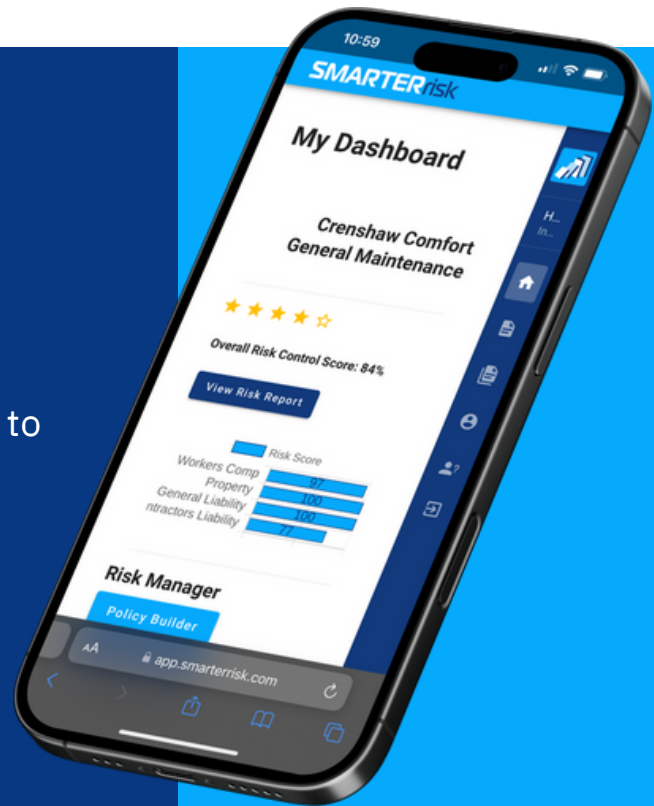 to
10:59
SMARTERrisk
My Dashboard
H...
In...
Crenshaw Comfort
General Maintenance
Overall Risk Control Score: 84%
View Risk Report
Risk Score
Workers Comp 97
Property 100
General Liability 100
ntractors Liability 77
Risk Manager
Policy Builder
AA app.smarterrisk.com